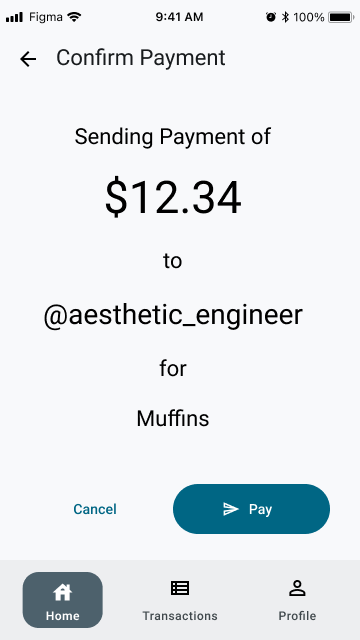 Figma 9:41 AM 100%
Confirm Payment
Sending Payment of
$12.34
to
@aesthetic_engineer
for
Muffins
Cancel Pay
Home Transactions Profile